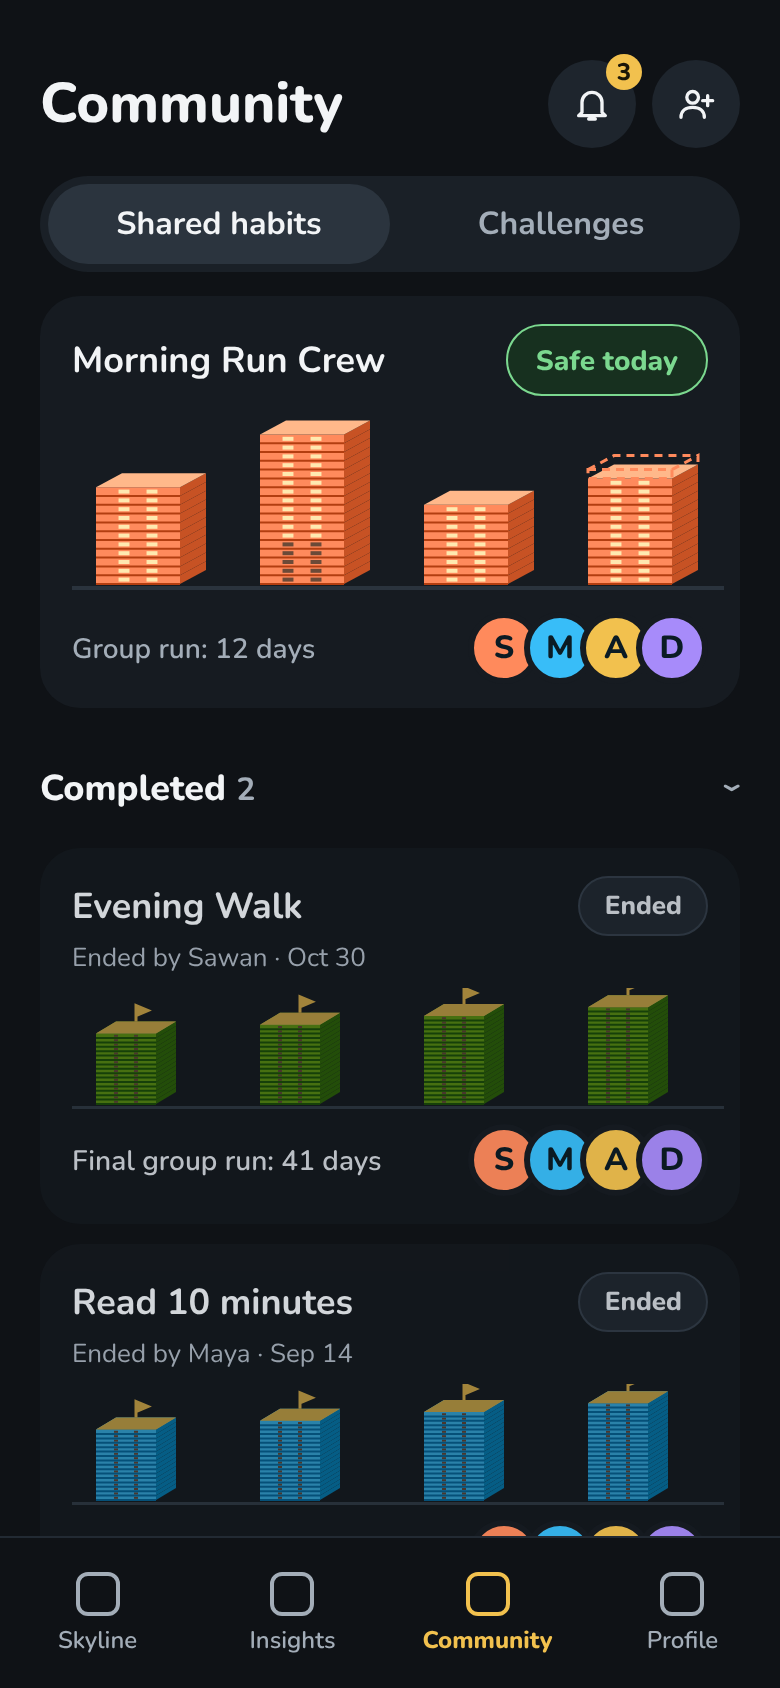 Community
3
Shared habits
Challenges
Morning Run Crew
Safe today
Group run: 12 days
S M A D
Completed 2
Evening Walk
Ended
Ended by Sawan · Oct 30
Final group run: 41 days
S M A D
Read 10 minutes
Ended
Ended by Maya · Sep 14
Skyline
Insights
Community
Profile